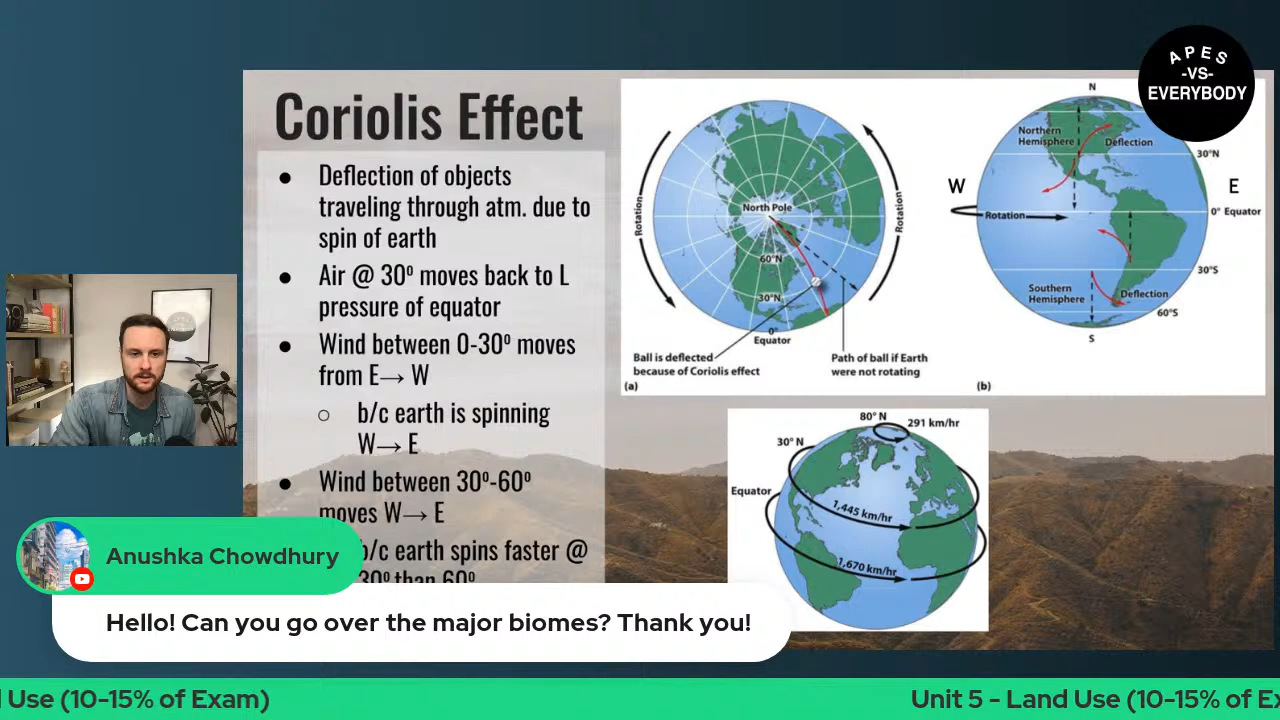 APES
-VS-
EVERYBODY
Coriolis Effect
● Deflection of objects
traveling through atm. due to
spin of earth
● Air @ 30º moves back to L
pressure of equator
● Wind between 0-30º moves
from E→ W
○ b/c earth is spinning
W→ E
● Wind between 30º-60º
moves W→ E
b/c earth spins faster @
30º than 60º
Rotation
North Pole
60°N
30°N
0°
Equator
Rotation
Ball is deflected
because of Coriolis effect
Path of ball if Earth
were not rotating
(a)
N
Northern
Hemisphere
Deflection
30°N
W
E
Rotation
0° Equator
30°S
Southern
Hemisphere
Deflection
60°S
S
(b)
80° N
291 km/hr
30° N
Equator
1,445 km/hr
1,670 km/hr
Anushka Chowdhury
Hello! Can you go over the major biomes? Thank you!
Use (10-15% of Exam)
Unit 5 - Land Use (10-15% of Ex